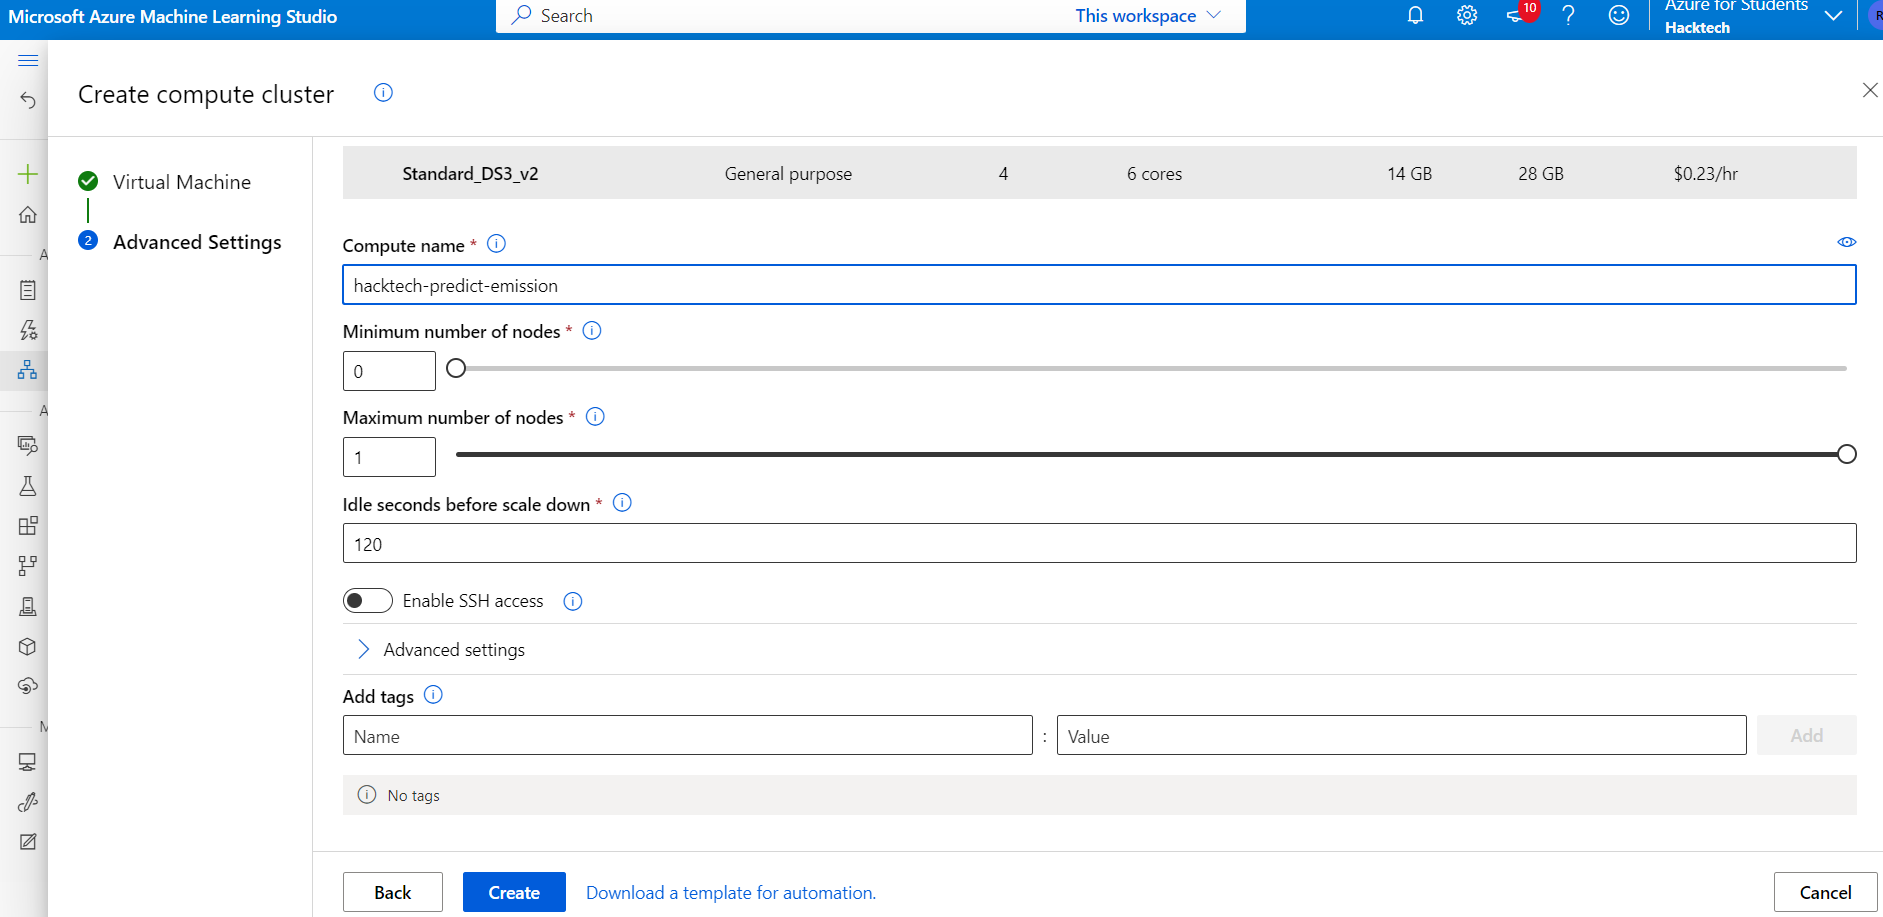 Microsoft Azure Machine Learning Studio
Search
This workspace
10
Azure for Students
Hacktech
R
Create compute cluster
Virtual Machine
2 Advanced Settings
A
A
M
Standard_DS3_v2 General purpose 4 6 cores 14 GB 28 GB $0.23/hr
Compute name *
hacktech-predict-emission
Minimum number of nodes *
0
Maximum number of nodes *
1
Idle seconds before scale down *
120
Enable SSH access
Advanced settings
Add tags
Name : Value Add
No tags
Back Create Download a template for automation. Cancel